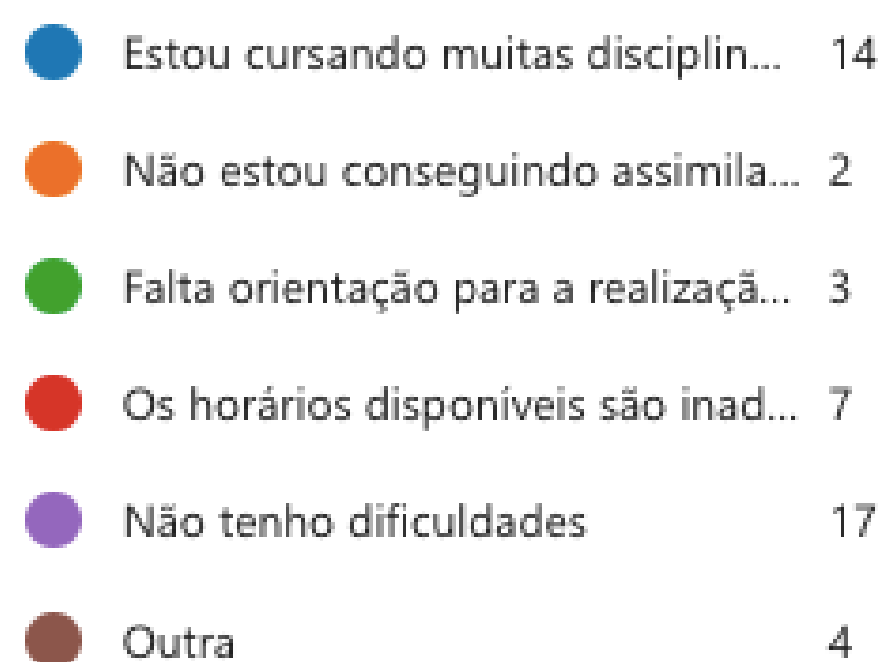 Estou cursando muitas disciplin... 14
Não estou conseguindo assimila... 2
Falta orientação para a realizaçã... 3
Os horários disponíveis são inad... 7
Não tenho dificuldades 17
Outra 4